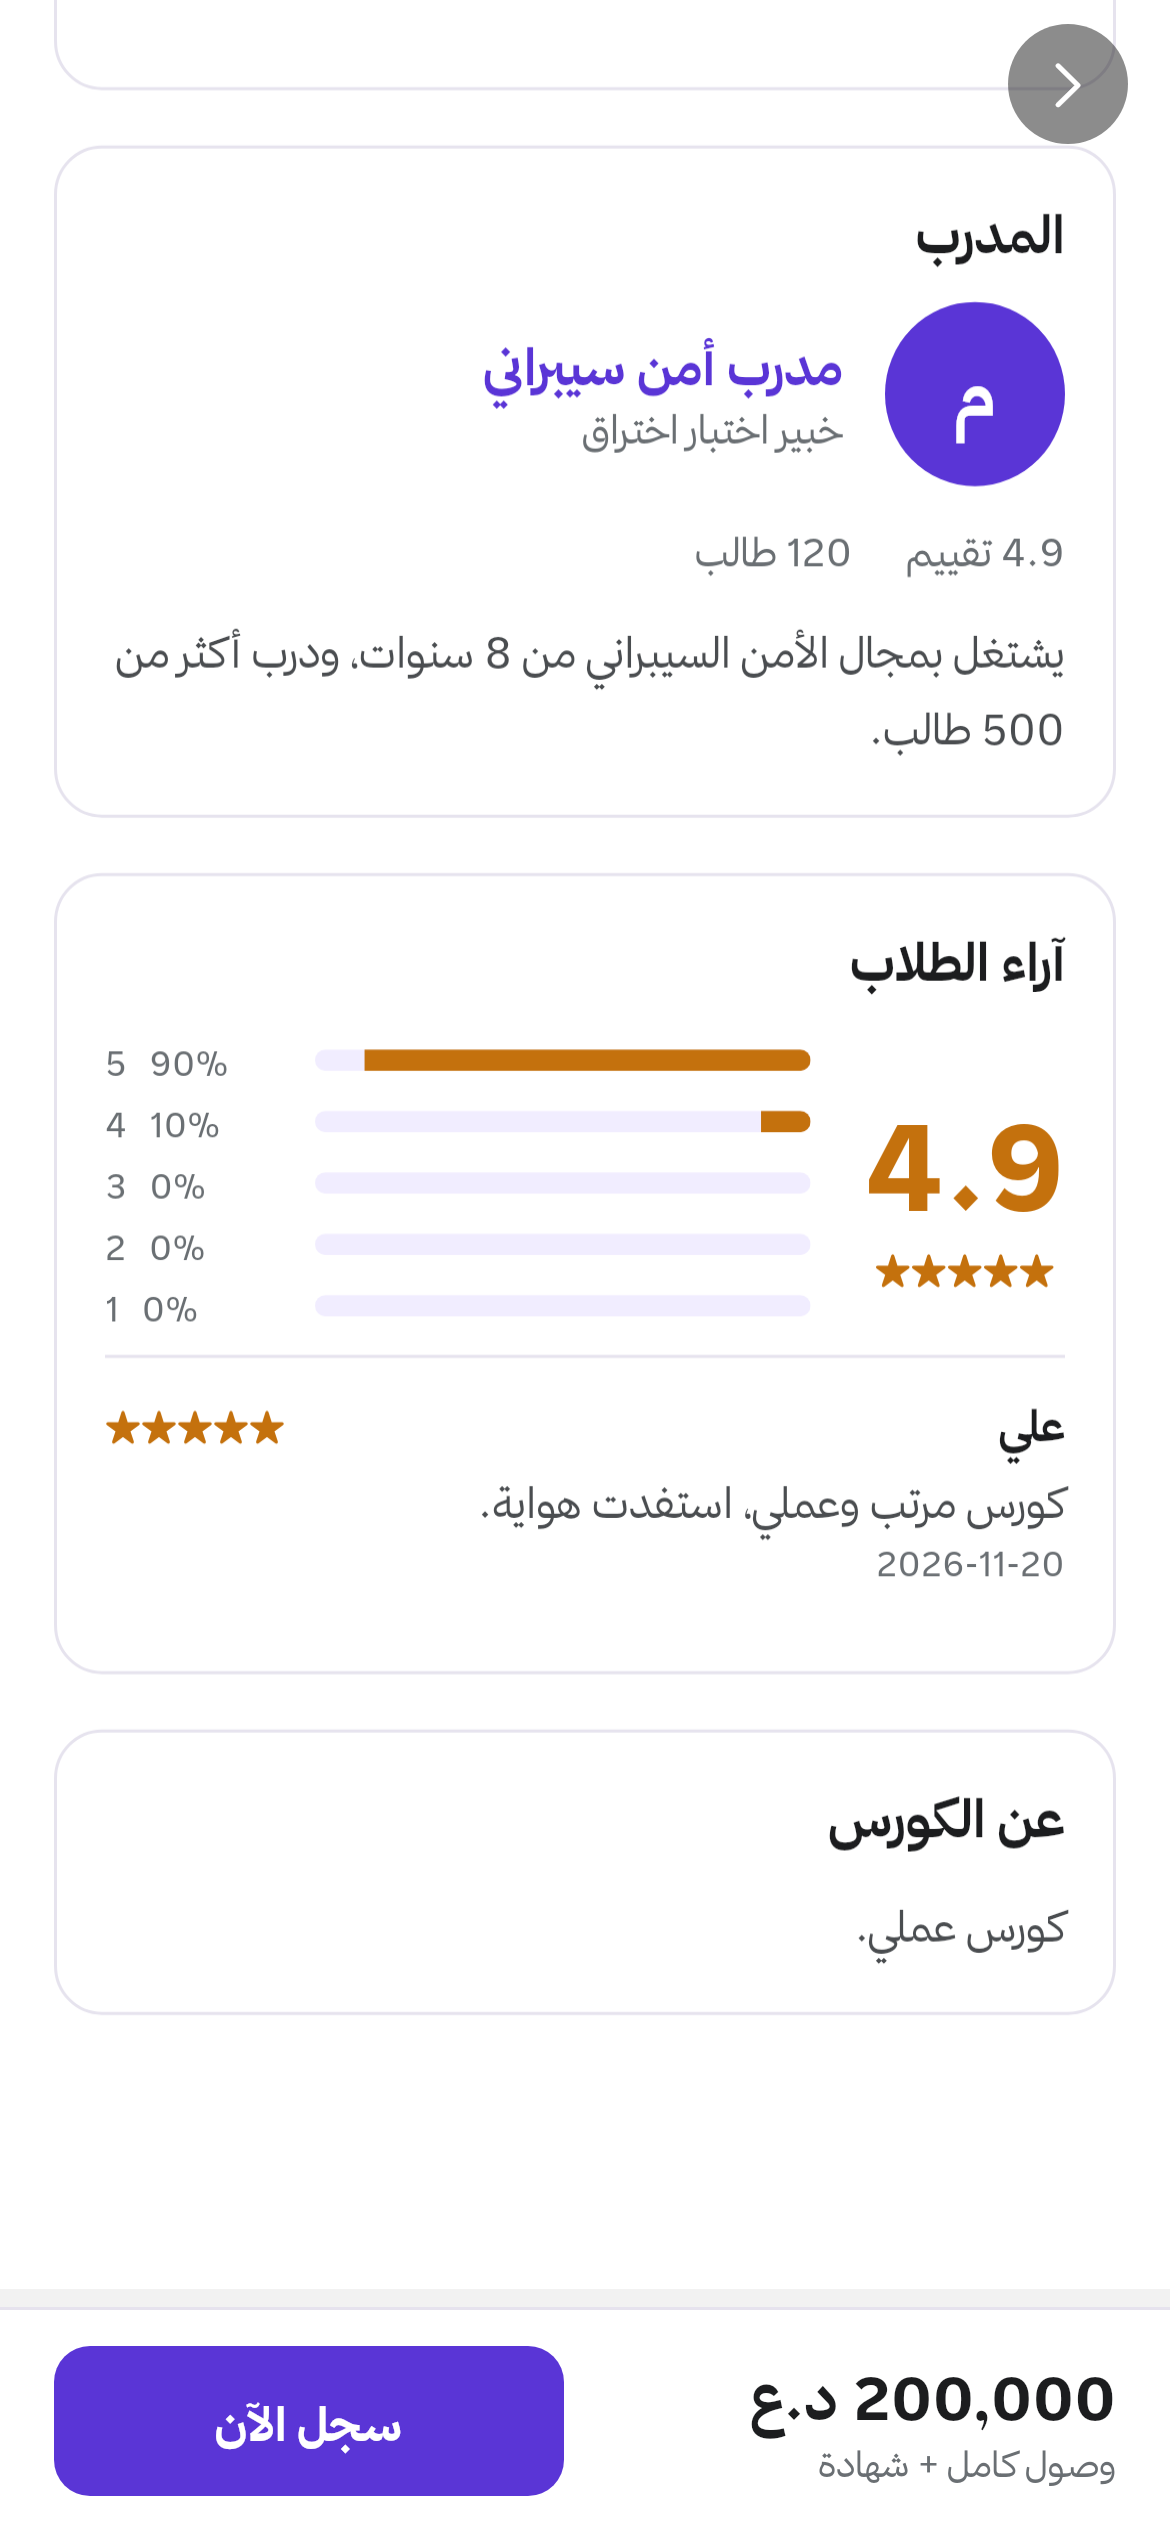 المدرب
م
مدرب أمن سيبراني
خبير اختبار اختراق
4.9 تقييم
120 طالب
يشتغل بمجال الأمن السيبراني من 8 سنوات، ودرب أكثر من
500 طالب.
آراء الطلاب
4.9
5 90%
4 10%
3 0%
2 0%
1 0%
علي
كورس مرتب وعملي، استفدت هواية.
2026-11-20
عن الكورس
كورس عملي.
200,000 د.ع
وصول كامل + شهادة
سجل الآن